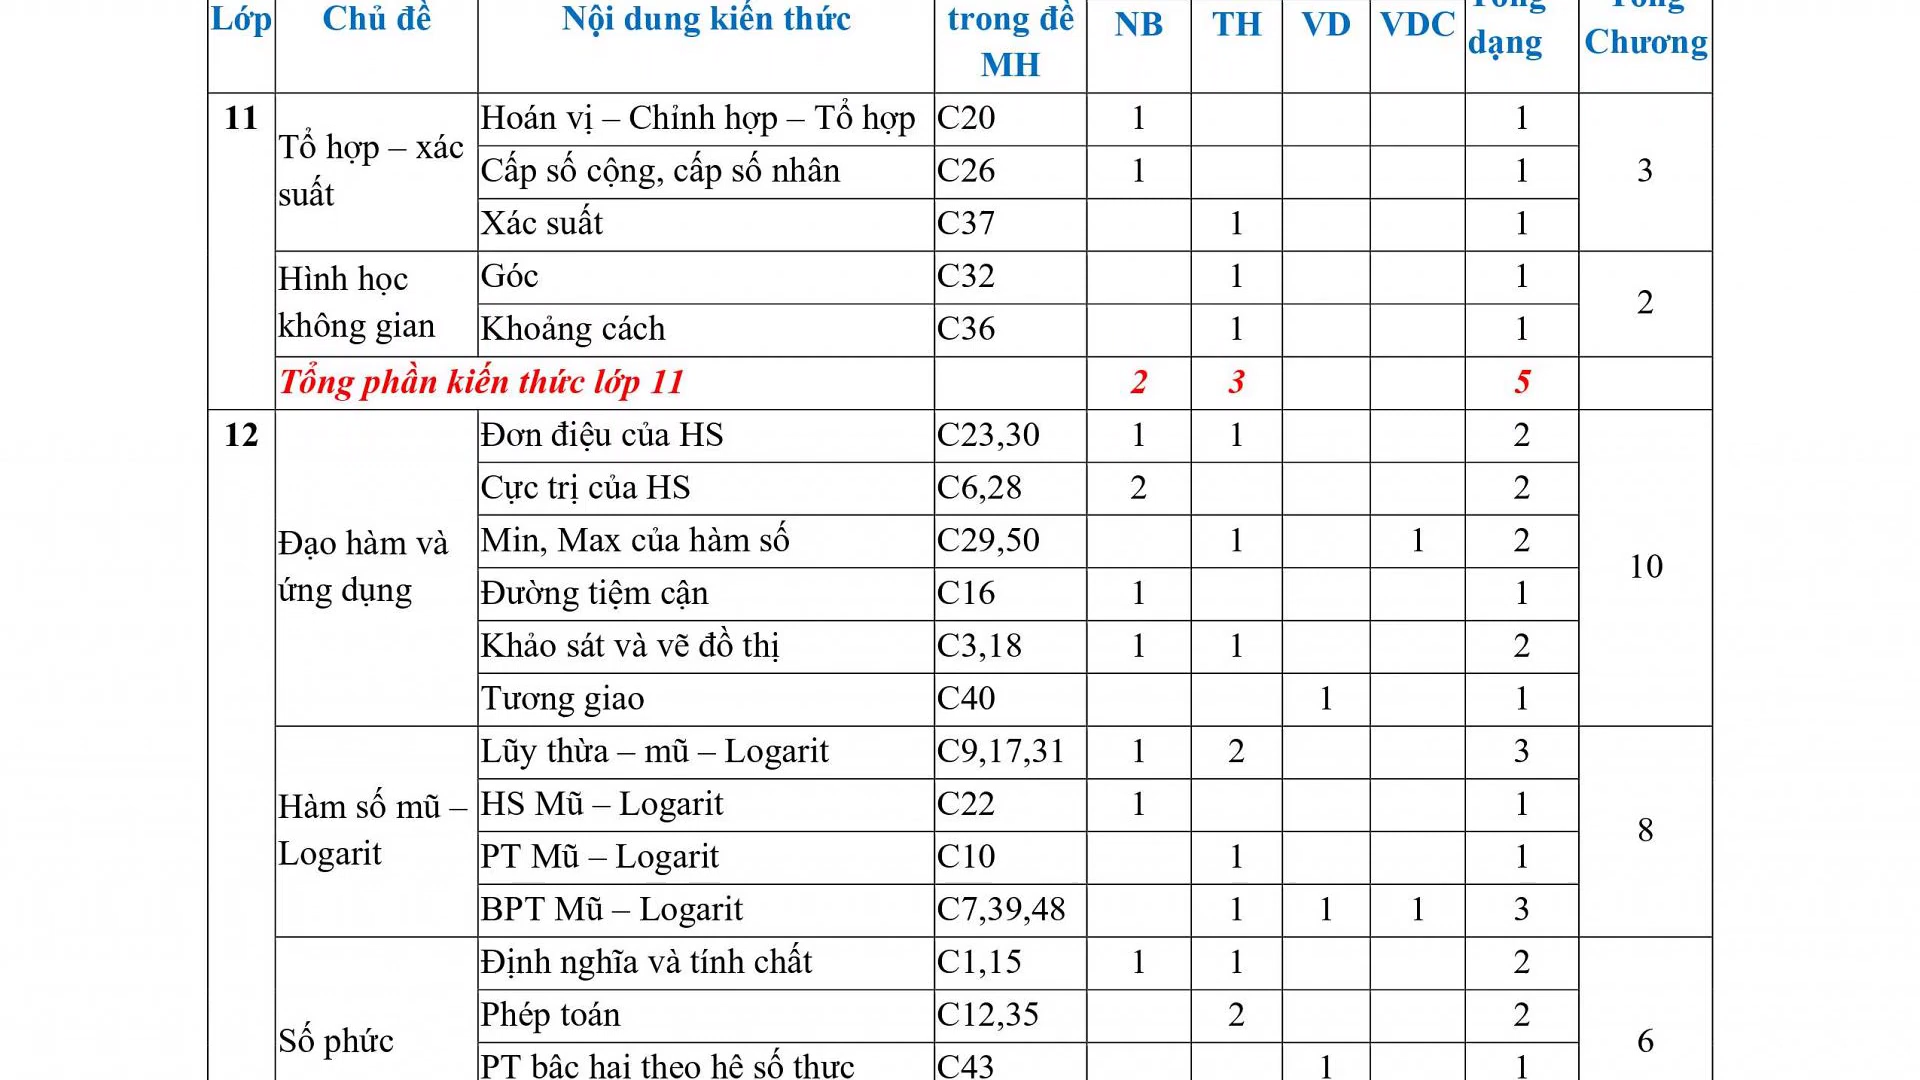 Lớp Chủ đề Nội dung kiến thức trong đề MH NB TH VD VDC dạng Chương
11 Tổ hợp – xác suất Hoán vị – Chỉnh hợp – Tổ hợp C20 1 1 3
Cấp số cộng, cấp số nhân C26 1 1
Xác suất C37 1 1
Hình học không gian Góc C32 1 1 2
Khoảng cách C36 1 1
Tổng phần kiến thức lớp 11 2 3 5
12 Đạo hàm và ứng dụng Đơn điệu của HS C23,30 1 1 2 10
Cực trị của HS C6,28 2 2
Min, Max của hàm số C29,50 1 1 2
Đường tiệm cận C16 1 1
Khảo sát và vẽ đồ thị C3,18 1 1 2
Tương giao C40 1 1
Hàm số mũ – Logarit Lũy thừa – mũ – Logarit C9,17,31 1 2 3 8
HS Mũ – Logarit C22 1 1
PT Mũ – Logarit C10 1 1
BPT Mũ – Logarit C7,39,48 1 1 1 3
Số phức Định nghĩa và tính chất C1,15 1 1 2 6
Phép toán C12,35 2 2
PT bậc hai theo hệ số thực C43 1 1